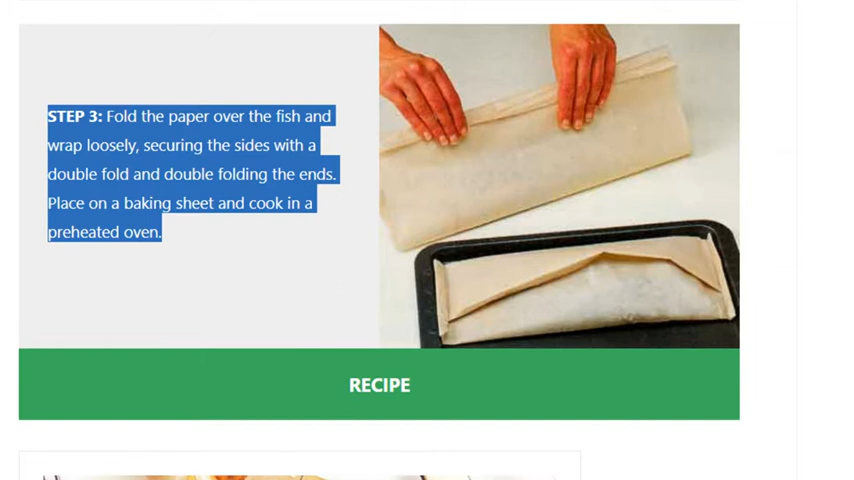 STEP 3: Fold the paper over the fish and
wrap loosely, securing the sides with a
double fold and double folding the ends.
Place on a baking sheet and cook in a
preheated oven.
RECIPE